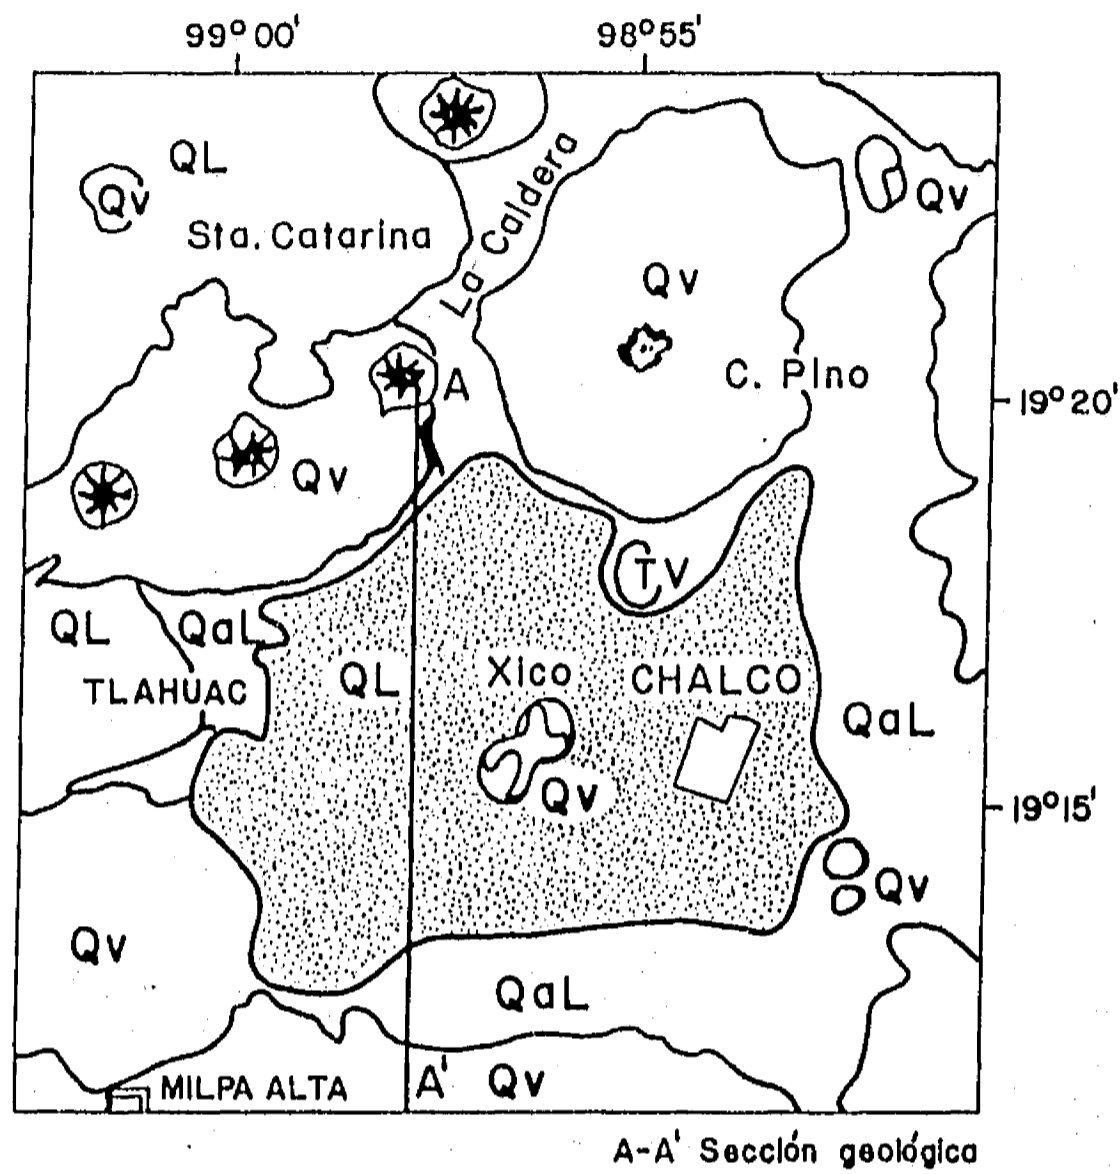 99°00' 98°55'
QL
Qv
Qv
Sta. Catarina
La Caldera
Qv
C. Pino
A
19°20'
Qv
TV
QL
QaL
QL
Xico
CHALCO
TLAHUAC
QaL
Qv
19°15'
Qv
Qv
QaL
MILPA ALTA
A'
Qv
A-A' Sección geológica